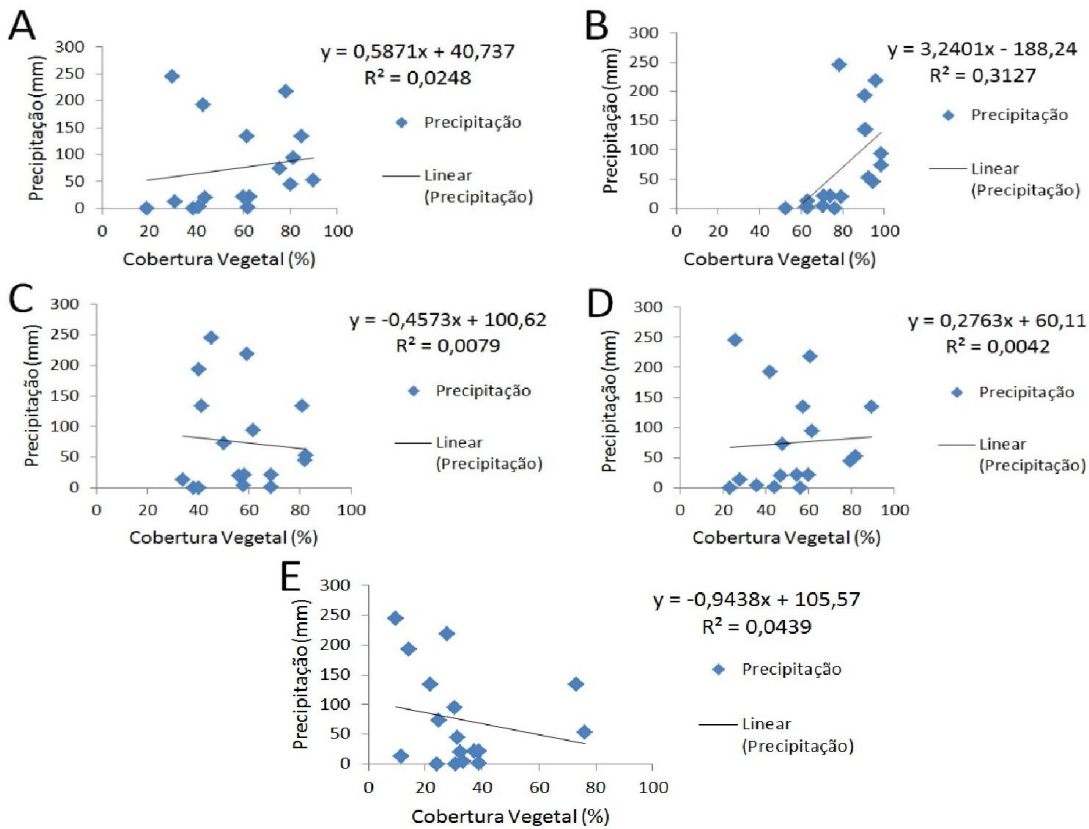 A
y = 0,5871x + 40,737
R² = 0,0248
Precipitação (mm)
300
250
200
150
100
50
0
0 20 40 60 80 100
Cobertura Vegetal (%)
Precipitação
Linear
(Precipitação)
B
y = 3,2401x - 188,24
R² = 0,3127
Precipitação (mm)
300
250
200
150
100
50
0
0 20 40 60 80 100
Cobertura Vegetal (%)
Precipitação
Linear
(Precipitação)
C
y = -0,4573x + 100,62
R² = 0,0079
Precipitação (mm)
300
250
200
150
100
50
0
0 20 40 60 80 100
Cobertura Vegetal (%)
Precipitação
Linear
(Precipitação)
D
y = 0,2763x + 60,11
R² = 0,0042
Precipitação (mm)
300
250
200
150
100
50
0
0 20 40 60 80 100
Cobertura Vegetal (%)
Precipitação
Linear
(Precipitação)
E
y = -0,9438x + 105,57
R² = 0,0439
Precipitação (mm)
300
250
200
150
100
50
0
0 20 40 60 80 100
Cobertura Vegetal (%)
Precipitação
Linear
(Precipitação)